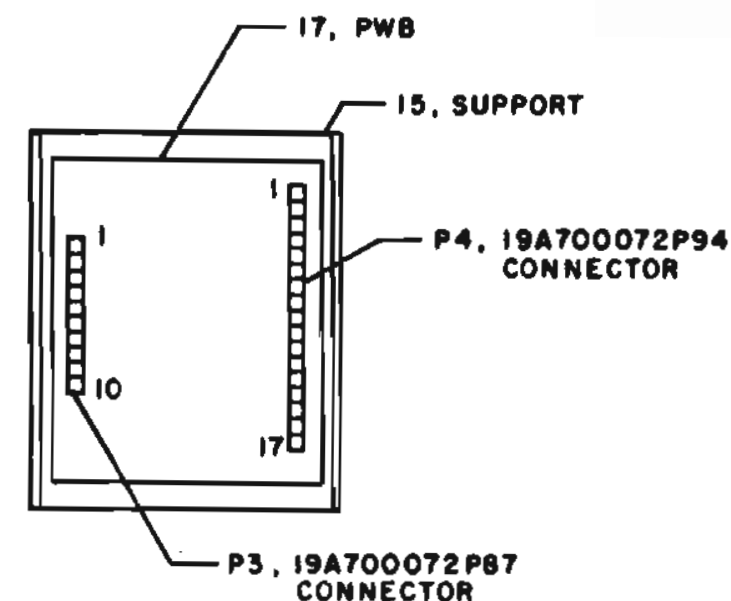 17, PWB
15, SUPPORT
1
P4, 19A700072P94
CONNECTOR
1
10
17
P3, 19A700072P87
CONNECTOR